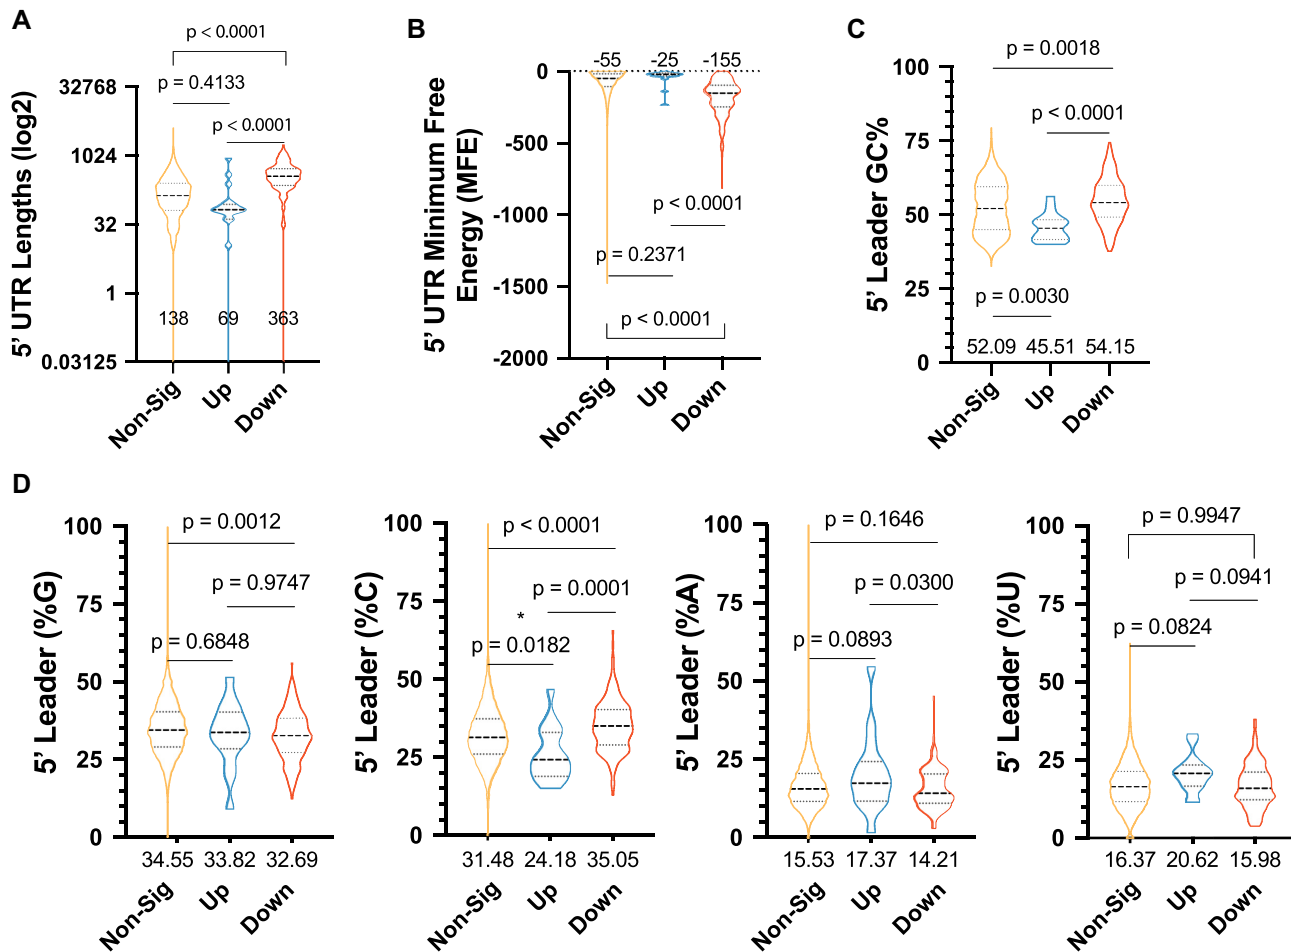 A
5’ UTR Lengths (log2)
32768
1024
32
1
0.03125
p < 0.0001
p = 0.4133
p < 0.0001
138
69
363
Non-Sig
Up
Down
B
5’ UTR Minimum Free
Energy (MFE)
0
-500
-1000
-1500
-2000
-55
-25
-155
p < 0.0001
p = 0.2371
p < 0.0001
Non-Sig
Up
Down
C
5’ Leader GC%
100
75
50
25
0
p = 0.0018
p < 0.0001
p = 0.0030
52.09
45.51
54.15
Non-Sig
Up
Down
D
5’ Leader (%G)
100
75
50
25
0
p = 0.0012
p = 0.9747
p = 0.6848
34.55
33.82
32.69
Non-Sig
Up
Down
5’ Leader (%C)
100
75
50
25
0
p < 0.0001
p = 0.0001
*
p = 0.0182
31.48
24.18
35.05
Non-Sig
Up
Down
5’ Leader (%A)
100
75
50
25
0
p = 0.1646
p = 0.0300
p = 0.0893
15.53
17.37
14.21
Non-Sig
Up
Down
5’ Leader (%U)
100
75
50
25
0
p = 0.9947
p = 0.0941
p = 0.0824
16.37
20.62
15.98
Non-Sig
Up
Down